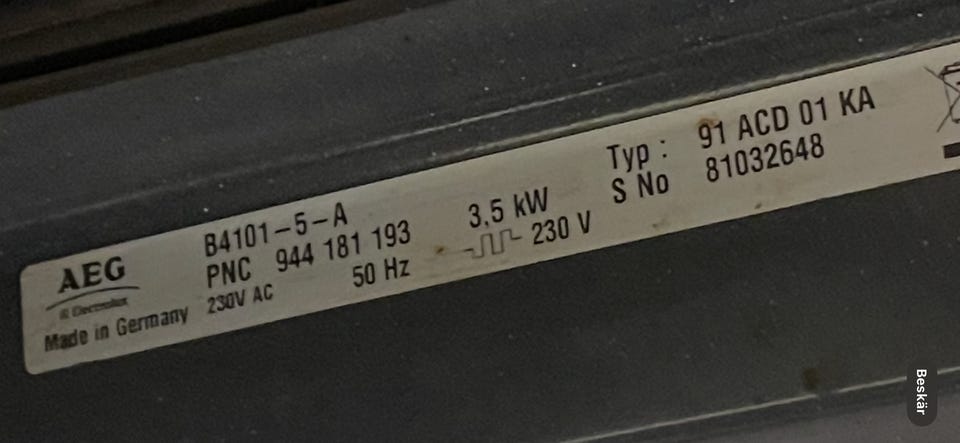 AEG
Electrolux
Made in Germany
B4101-5-A
PNC 944 181 193
230V AC 50 Hz
3,5 kW
230 V
Typ : 91 ACD 01 KA
S No 81032648
Beskär